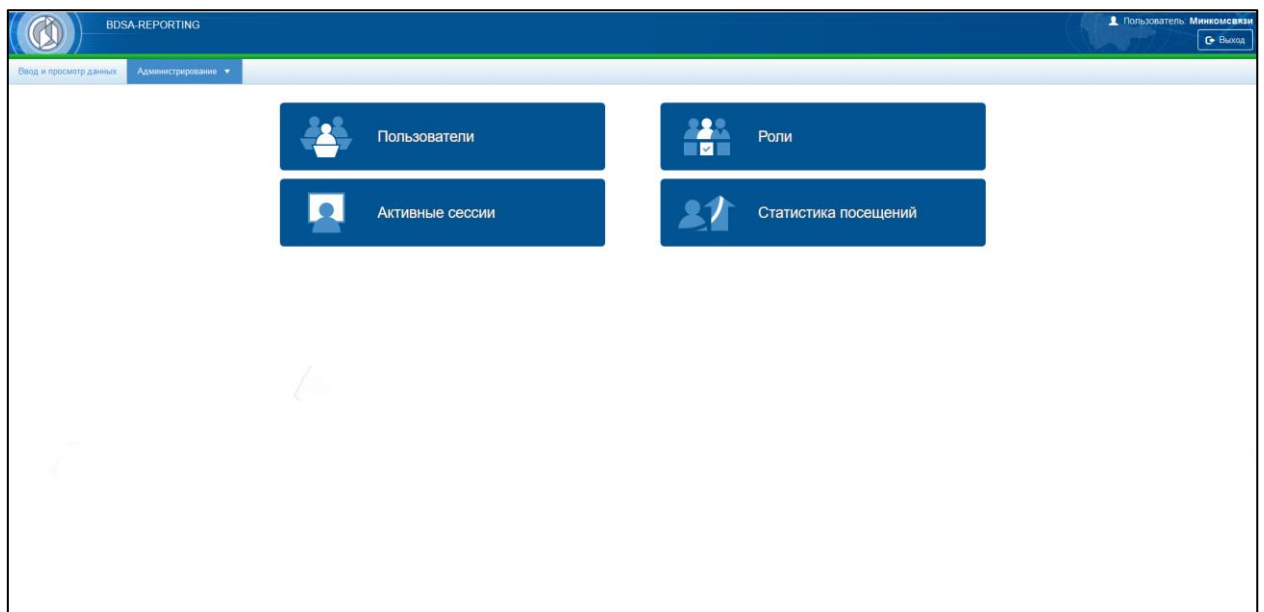 BDSA-REPORTING
Пользователь: Минкомсвязи
Выход
Ввод и просмотр данных Администрирование
Пользователи
Роли
Активные сессии
Статистика посещений